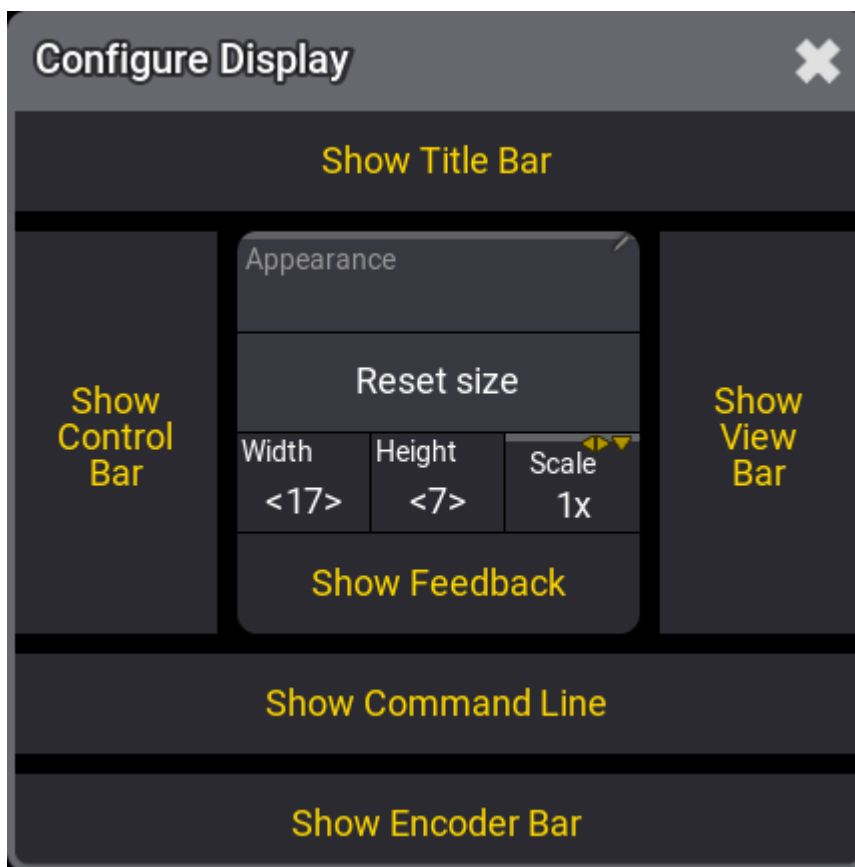 Configure Display
Show Title Bar
Show
Control
Bar
Appearance
Reset size
Width
<17>
Height
<7>
Scale
1x
Show Feedback
Show
View
Bar
Show Command Line
Show Encoder Bar